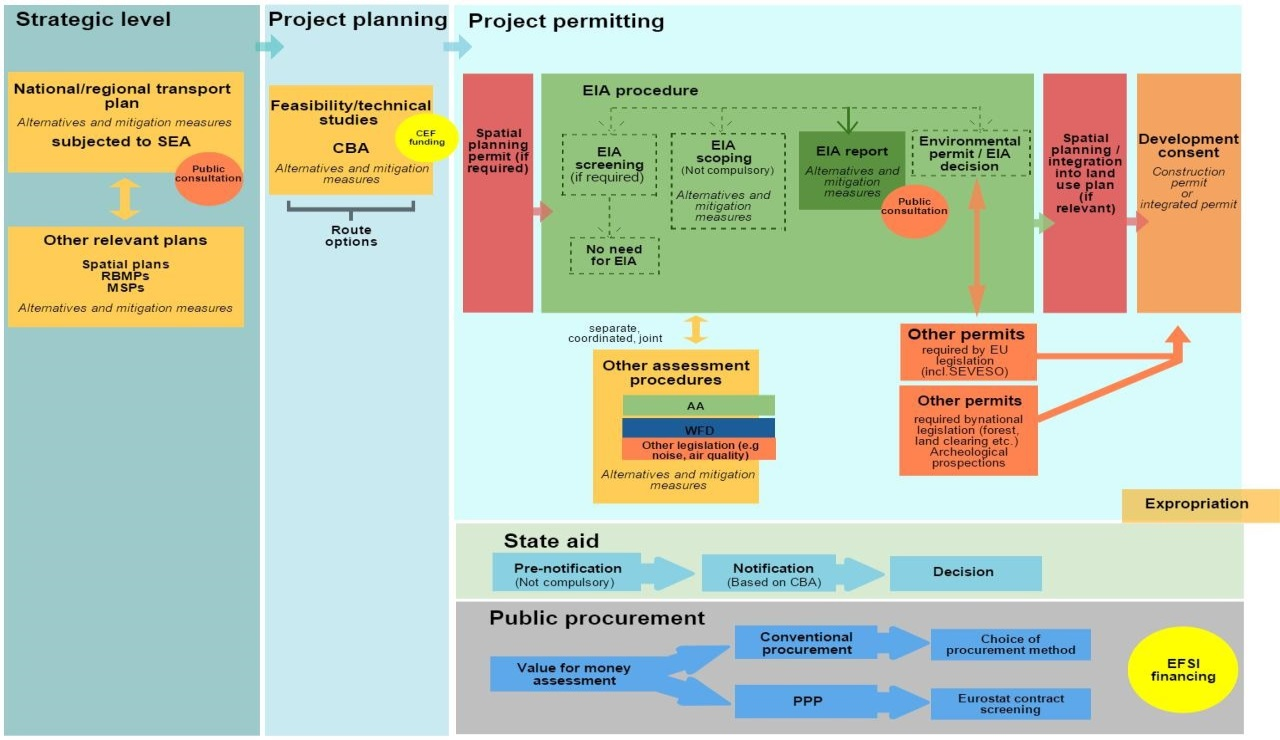 Strategic level
National/regional transport
plan
Alternatives and mitigation measures
subjected to SEA
Public
consultation
Other relevant plans
Spatial plans
RBMPs
MSPs
Alternatives and mitigation measures
Project planning
Feasibility/technical
studies
CBA
Alternatives and mitigation
measures
CEF
funding
Route
options
Project permitting
Spatial
planning
permit (if
required)
EIA procedure
EIA
screening
(if required)
No need
for EIA
EIA
scoping
(Not compulsory)
Alternatives and
mitigation
measures
EIA report
Alternatives and
mitigation
measures
Public
consultation
Environmental
permit / EIA
decision
Spatial
planning /
integration
into land
use plan
(if
relevant)
Development
consent
Construction
permit
or
integrated permit
separate,
coordinated, joint
Other assessment
procedures
AA
WFD
Other legislation (e.g
noise, air quality)
Alternatives and mitigation
measures
Other permits
required by EU
legislation
(incl.SEVESO)
Other permits
required bynational
legislation (forest,
land clearing etc.)
Archeological
prospections
Expropriation
State aid
Pre-notification
(Not compulsory)
Notification
(Based on CBA)
Decision
Public procurement
Value for money
assessment
Conventional
procurement
Choice of
procurement method
PPP
Eurostat contract
screening
EFSI
financing